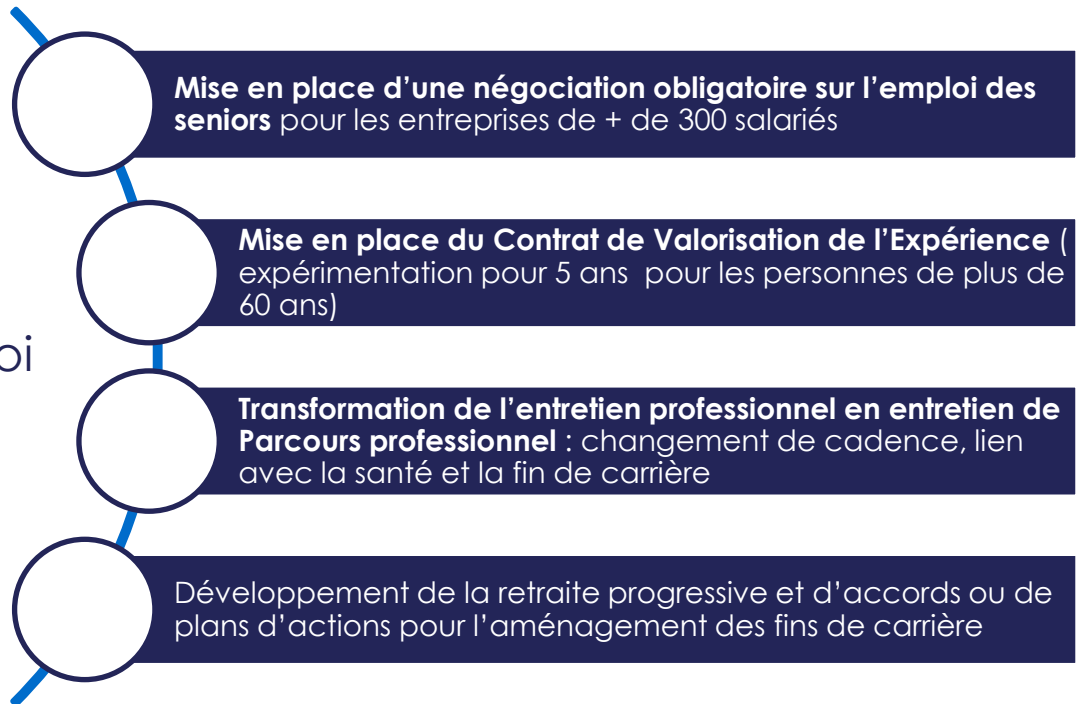 Mise en place d’une négociation obligatoire sur l’emploi des
seniors pour les entreprises de + de 300 salariés
Mise en place du Contrat de Valorisation de l’Expérience (
expérimentation pour 5 ans pour les personnes de plus de
60 ans)
oi
Transformation de l’entretien professionnel en entretien de
Parcours professionnel : changement de cadence, lien
avec la santé et la fin de carrière
Développement de la retraite progressive et d’accords ou de
plans d’actions pour l’aménagement des fins de carrière